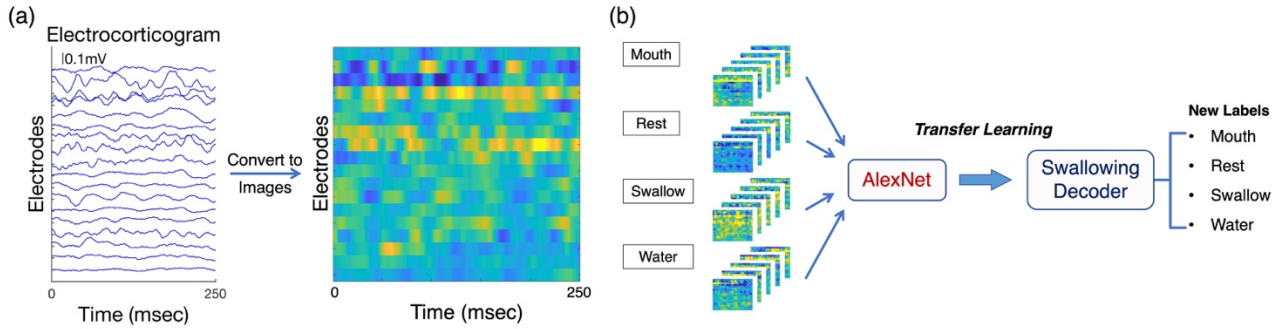 (a)
Electrocorticogram
0.1mV
Electrodes
0
250
Time (msec)
Convert to
Images
Electrodes
0
250
Time (msec)
(b)
Mouth
Rest
Swallow
Water
AlexNet
Transfer Learning
Swallowing
Decoder
New Labels
• Mouth
• Rest
• Swallow
• Water